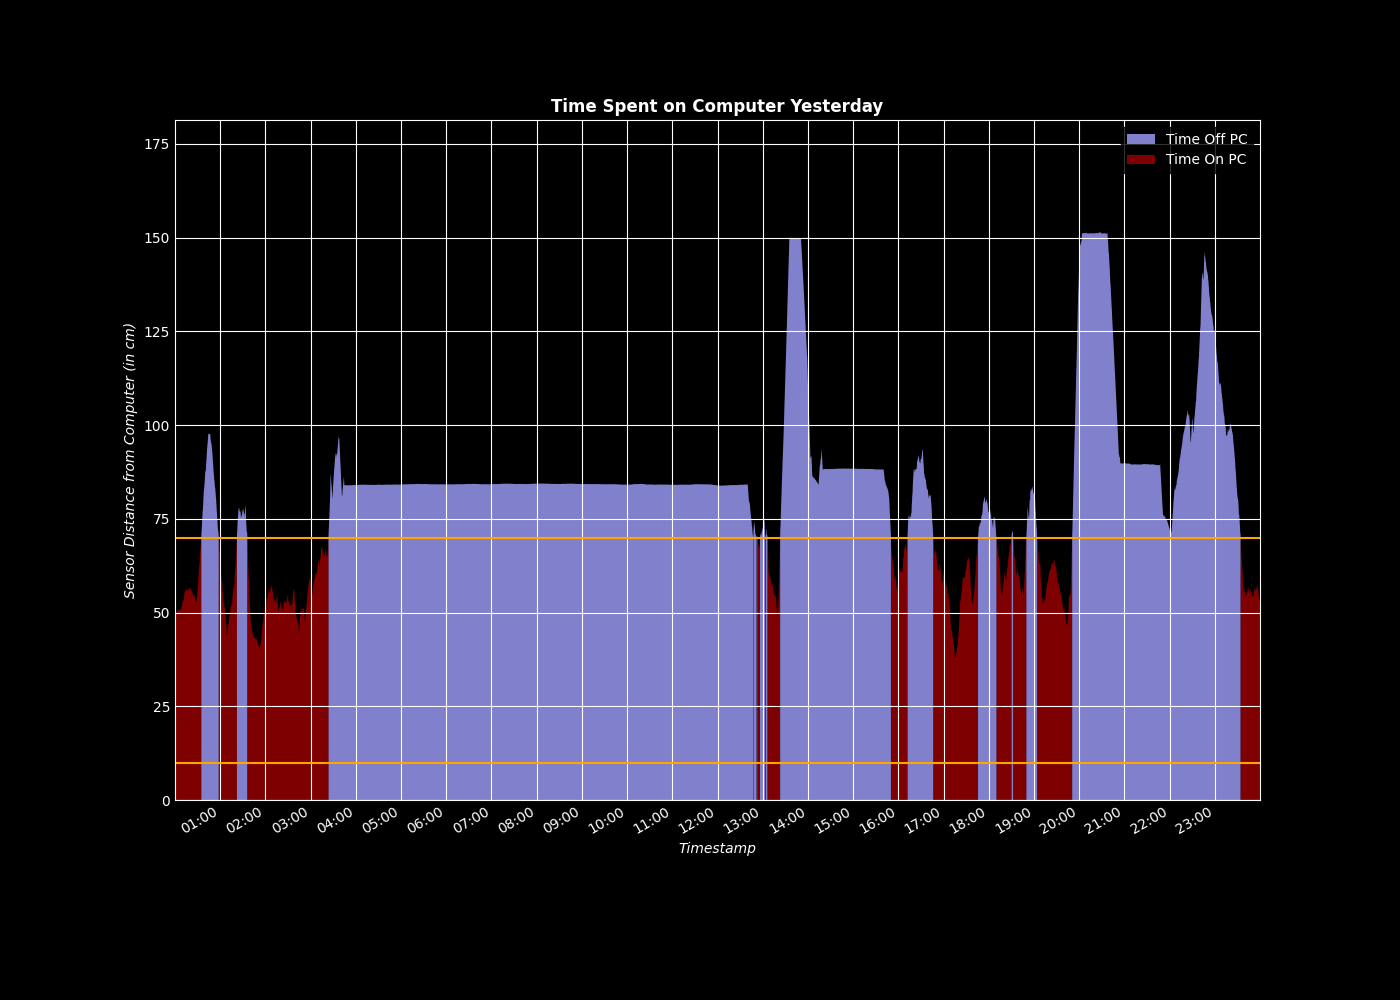 Time Spent on Computer Yesterday
Time Off PC
Time On PC
175
150
125
100
75
50
25
0
Sensor Distance from Computer (in cm)
01:00 02:00 03:00 04:00 05:00 06:00 07:00 08:00 09:00 10:00 11:00 12:00 13:00 14:00 15:00 16:00 17:00 18:00 19:00 20:00 21:00 22:00 23:00
Timestamp